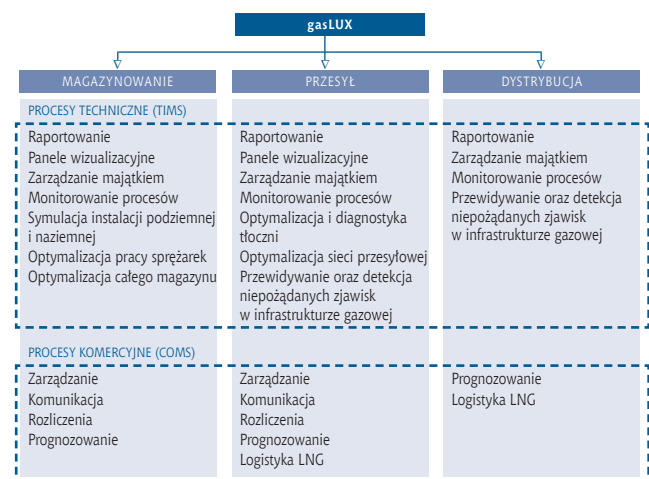 gasLUX
MAGAZYNOWANIE
PRZESYŁ
DYSTRYBUCJA
PROCESY TECHNICZNE (TIMS)
Raportowanie
Panele wizualizacyjne
Zarządzanie majątkiem
Monitorowanie procesów
Symulacja instalacji podziemnej
i naziemnej
Optymalizacja pracy sprężarek
Optymalizacja całego magazynu
Raportowanie
Panele wizualizacyjne
Zarządzanie majątkiem
Monitorowanie procesów
Optymalizacja i diagnostyka
tłoczni
Optymalizacja sieci przesyłowej
Przewidywanie oraz detekcja
niepożądanych zjawisk
w infrastrukturze gazowej
Raportowanie
Zarządzanie majątkiem
Monitorowanie procesów
Przewidywanie oraz detekcja
niepożądanych zjawisk
w infrastrukturze gazowej
PROCESY KOMERCYJNE (COMS)
Zarządzanie
Komunikacja
Rozliczenia
Prognozowanie
Zarządzanie
Komunikacja
Rozliczenia
Prognozowanie
Logistyka LNG
Prognozowanie
Logistyka LNG